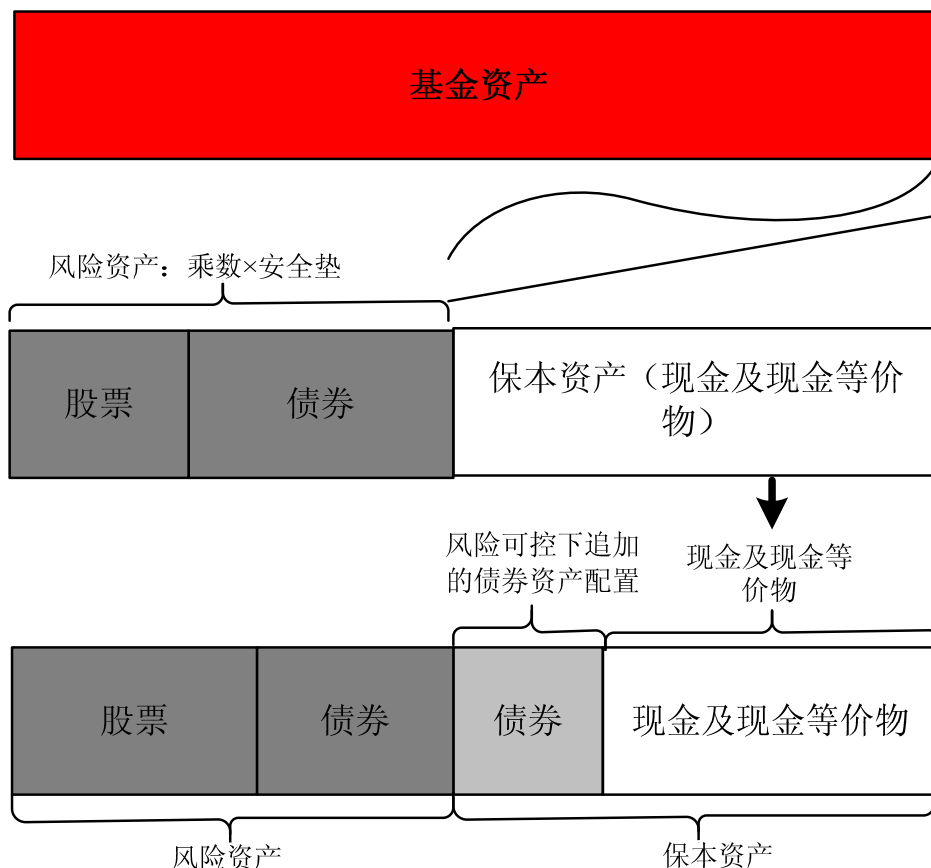 基金资产
风险资产：乘数×安全垫
股票
债券
保本资产（现金及现金等价
物）
风险可控下追加
的债券资产配置
现金及现金等
价物
股票
债券
债券
现金及现金等价物
风险资产
保本资产